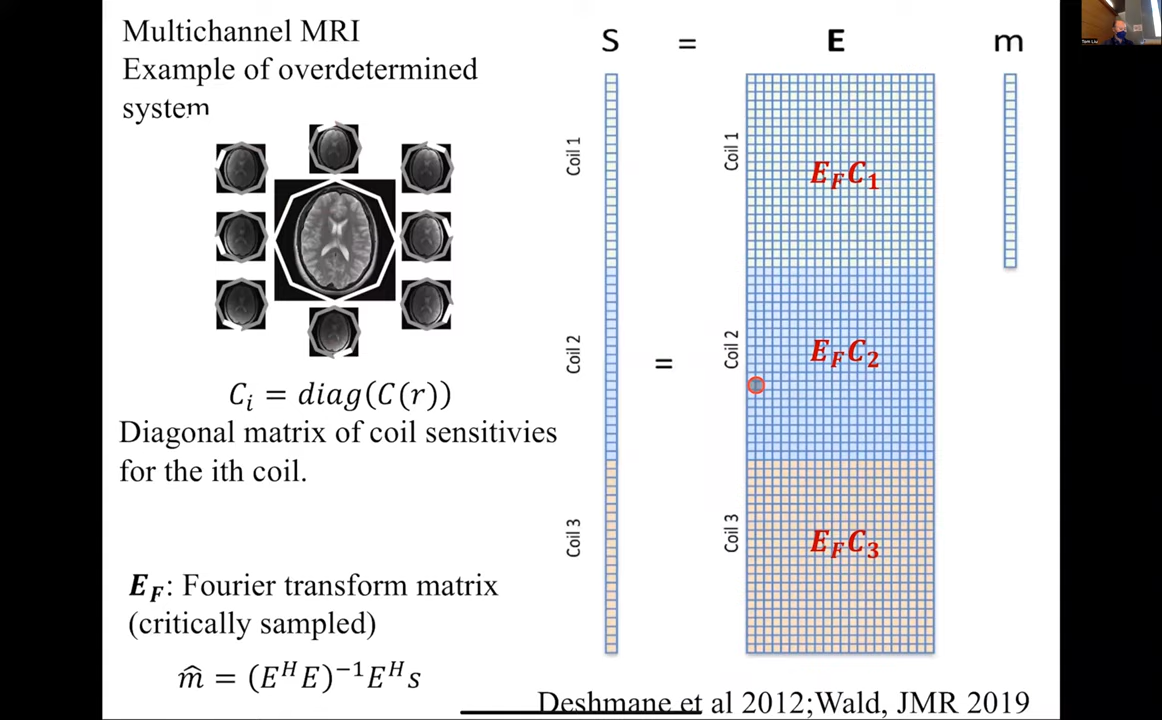 Multichannel MRI
Example of overdetermined
system
C_i = diag(C(r))
Diagonal matrix of coil sensitivies
for the ith coil.
E_F: Fourier transform matrix
(critically sampled)
m̂ = (E^H E)^{-1} E^H s
S = E m
Coil 1
Coil 2
Coil 3
=
Coil 1
Coil 2
Coil 3
E_F C_1
E_F C_2
E_F C_3
Deshmane et al 2012;Wald, JMR 2019
Tom Liu